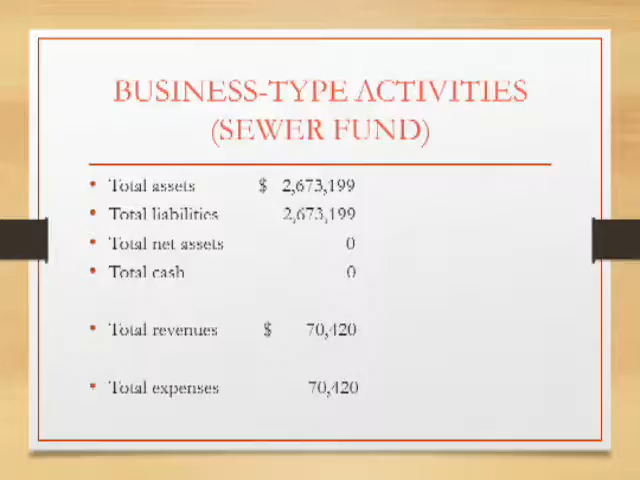 BUSINESS-TYPE ACTIVITIES
(SEWER FUND)
• Total assets $ 2,673,199
• Total liabilities 2,673,199
• Total net assets 0
• Total cash 0
• Total revenues $ 70,420
• Total expenses 70,420